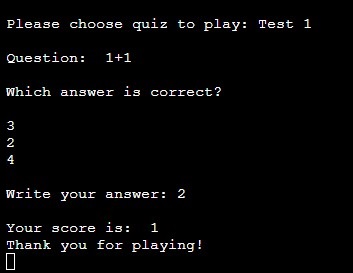 Please choose quiz to play: Test 1
Question:  1+1
Which answer is correct?
3
2
4
Write your answer: 2
Your score is:  1
Thank you for playing!